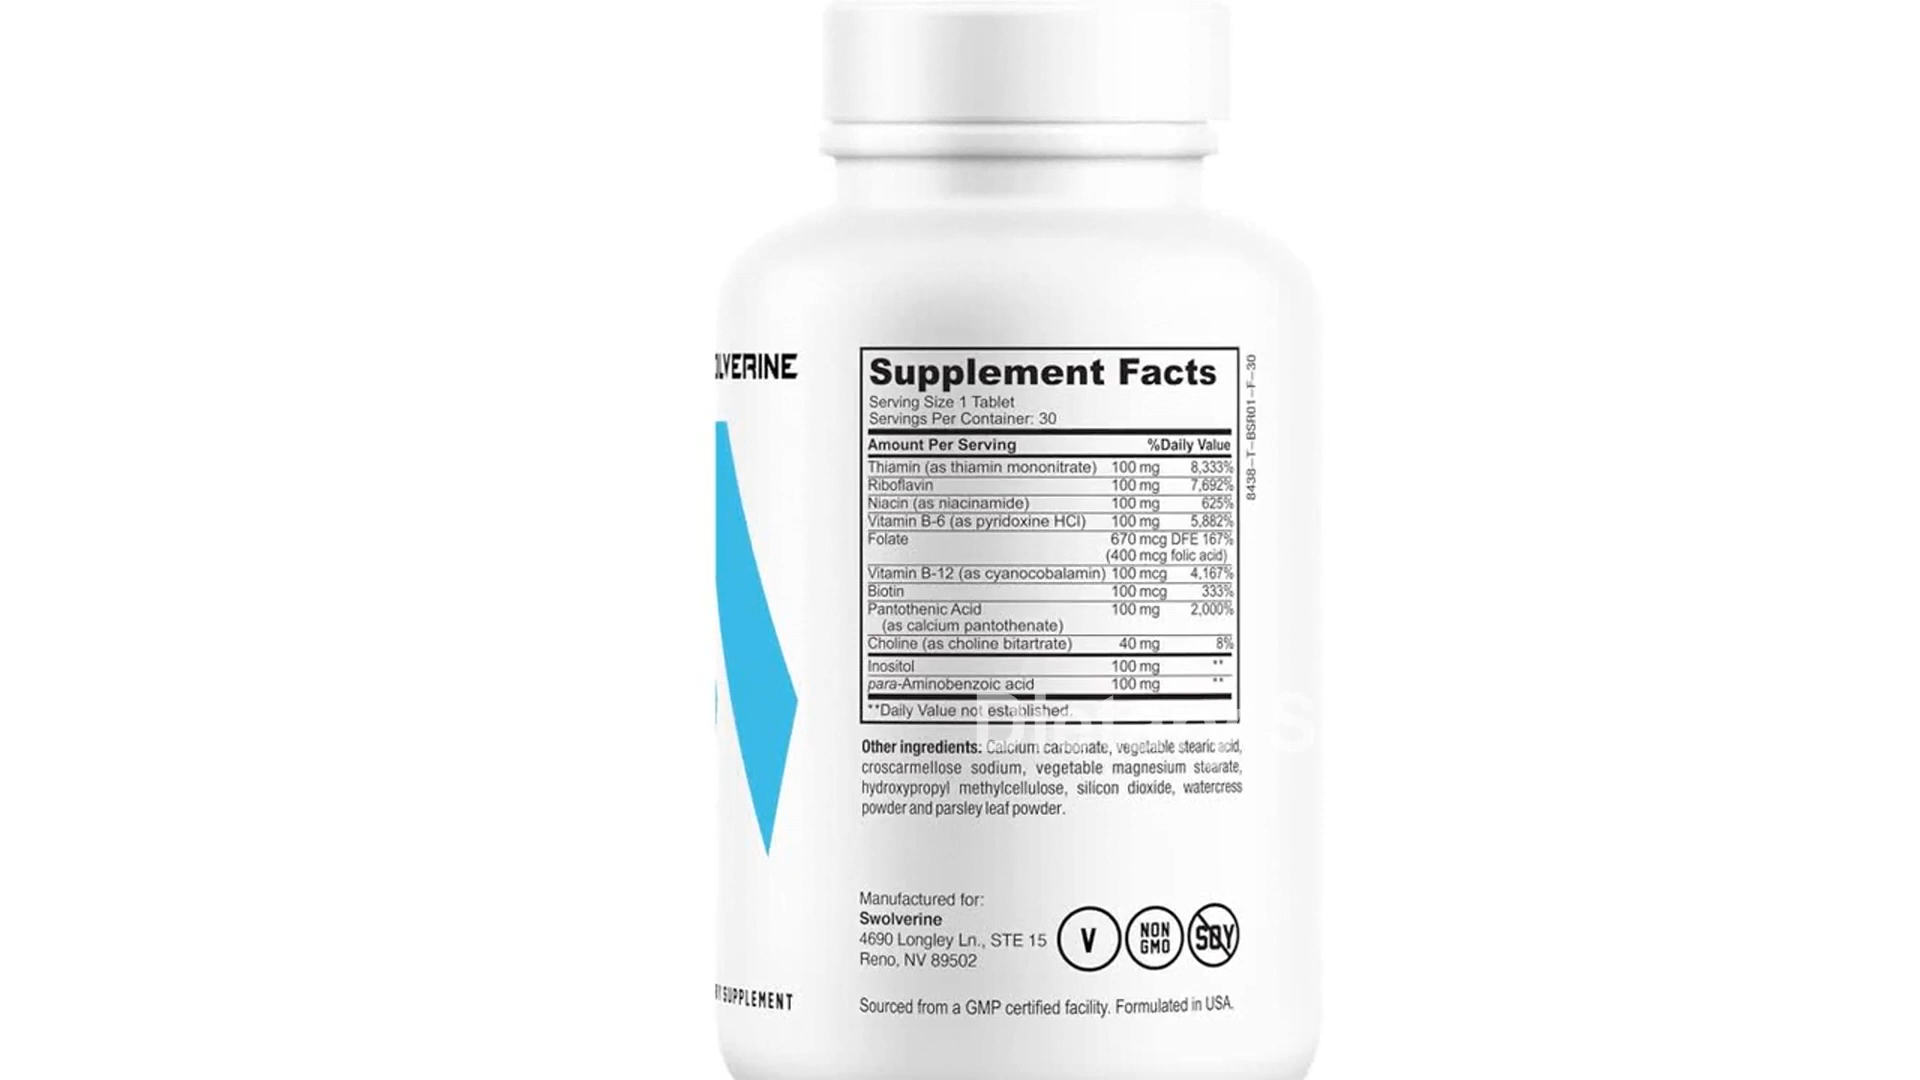 Supplement Facts
Serving Size 1 Tablet
Servings Per Container: 30
Amount Per Serving %Daily Value
Thiamin (as thiamin mononitrate) 100 mg 8,333%
Riboflavin 100 mg 7,692%
Niacin (as niacinamide) 100 mg 625%
Vitamin B-6 (as pyridoxine HCl) 100 mg 5,882%
Folate 670 mcg DFE 167%
(400 mcg folic acid)
Vitamin B-12 (as cyanocobalamin) 100 mcg 4,167%
Biotin 100 mcg 333%
Pantothenic Acid 100 mg 2,000%
(as calcium pantothenate)
Choline (as choline bitartrate) 40 mg 8%
Inositol 100 mg **
para-Aminobenzoic acid 100 mg **
**Daily Value not established.
Other ingredients: Calcium carbonate, vegetable stearic acid,
croscarmellose sodium, vegetable magnesium stearate,
hydroxypropyl methylcellulose, silicon dioxide, watercress
powder and parsley leaf powder.
Manufactured for:
Swolverine
4690 Longley Ln., STE 15
Reno, NV 89502
V
NON
GMO
SOY
Sourced from a GMP certified facility. Formulated in USA.
8438-T-BSR01-F-30
OLVERINE
SUPPLEMENT